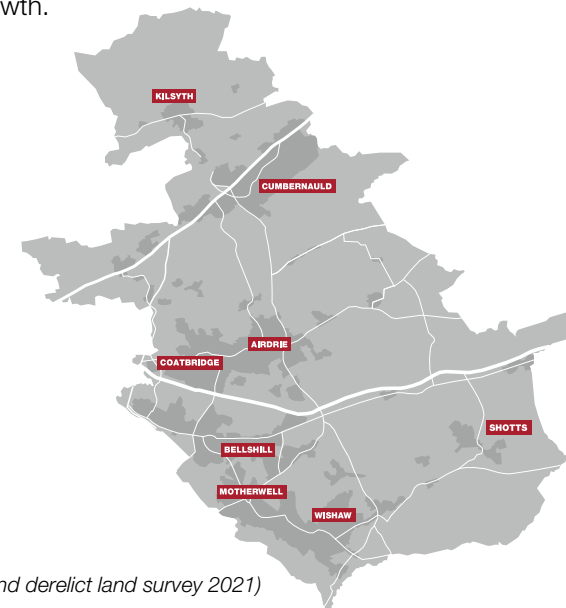 wth.
KILSYTH
CUMBERNAULD
AIRDRIE
COATBRIDGE
SHOTTS
BELLSHILL
MOTHERWELL
WISHAW
nd derelict land survey 2021)